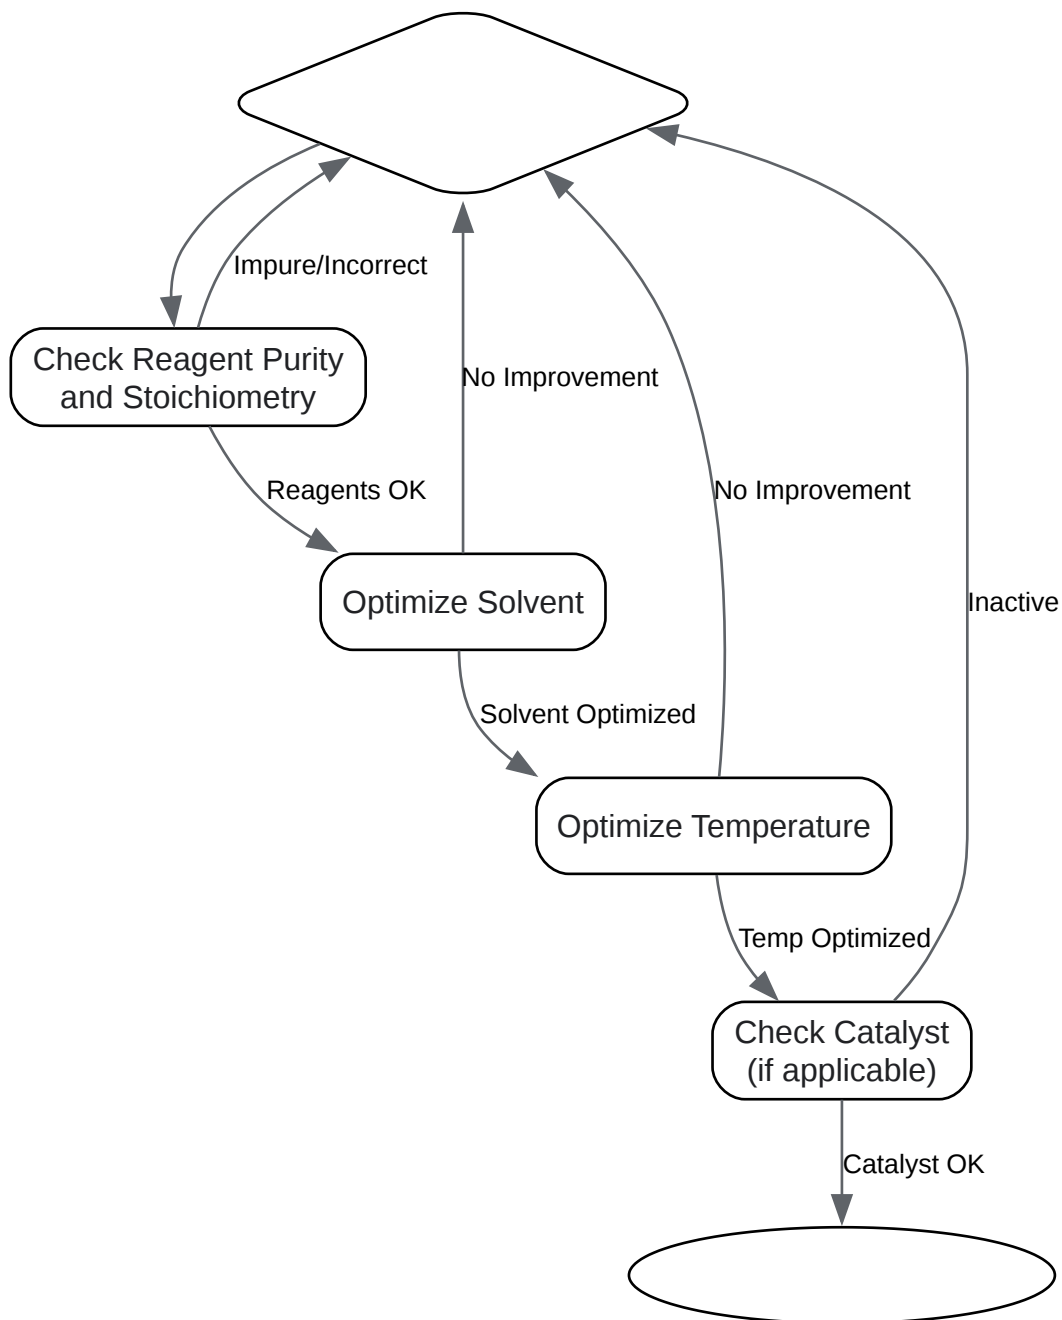 Impure/Incorrect
Check Reagent Purity
and Stoichiometry
No Improvement
Reagents OK
No Improvement
Optimize Solvent
Inactive
Solvent Optimized
Optimize Temperature
Temp Optimized
Check Catalyst
(if applicable)
Catalyst OK